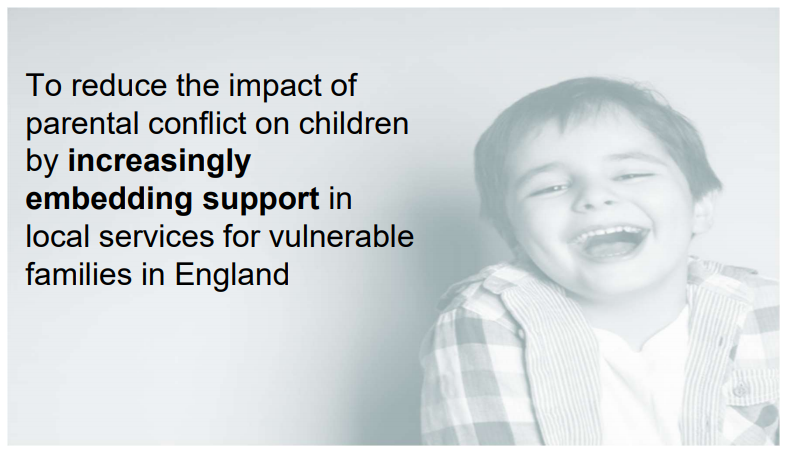 To reduce the impact of
parental conflict on children
by increasingly
embedding support in
local services for vulnerable
families in England